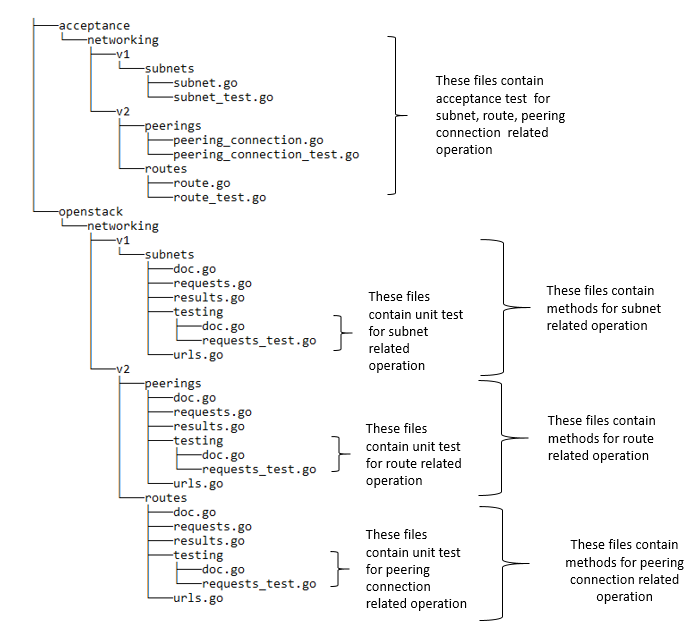 acceptance
networking
v1
subnets
subnet.go
subnet_test.go
v2
peerings
peering_connection.go
peering_connection_test.go
routes
route.go
route_test.go
These files contain
acceptance test for
subnet, route, peering
connection related
operation
openstack
networking
v1
subnets
doc.go
requests.go
results.go
testing
doc.go
requests_test.go
urls.go
These files
contain unit test
for subnet
related
operation
These files contain
methods for subnet
related operation
v2
peerings
doc.go
requests.go
results.go
testing
doc.go
requests_test.go
urls.go
These files
contain unit test
for route related
operation
These files contain
methods for route
related operation
routes
doc.go
requests.go
results.go
testing
doc.go
requests_test.go
urls.go
These files
contain unit test
for peering
connection
related operation
These files contain
methods for peering
connection related
operation